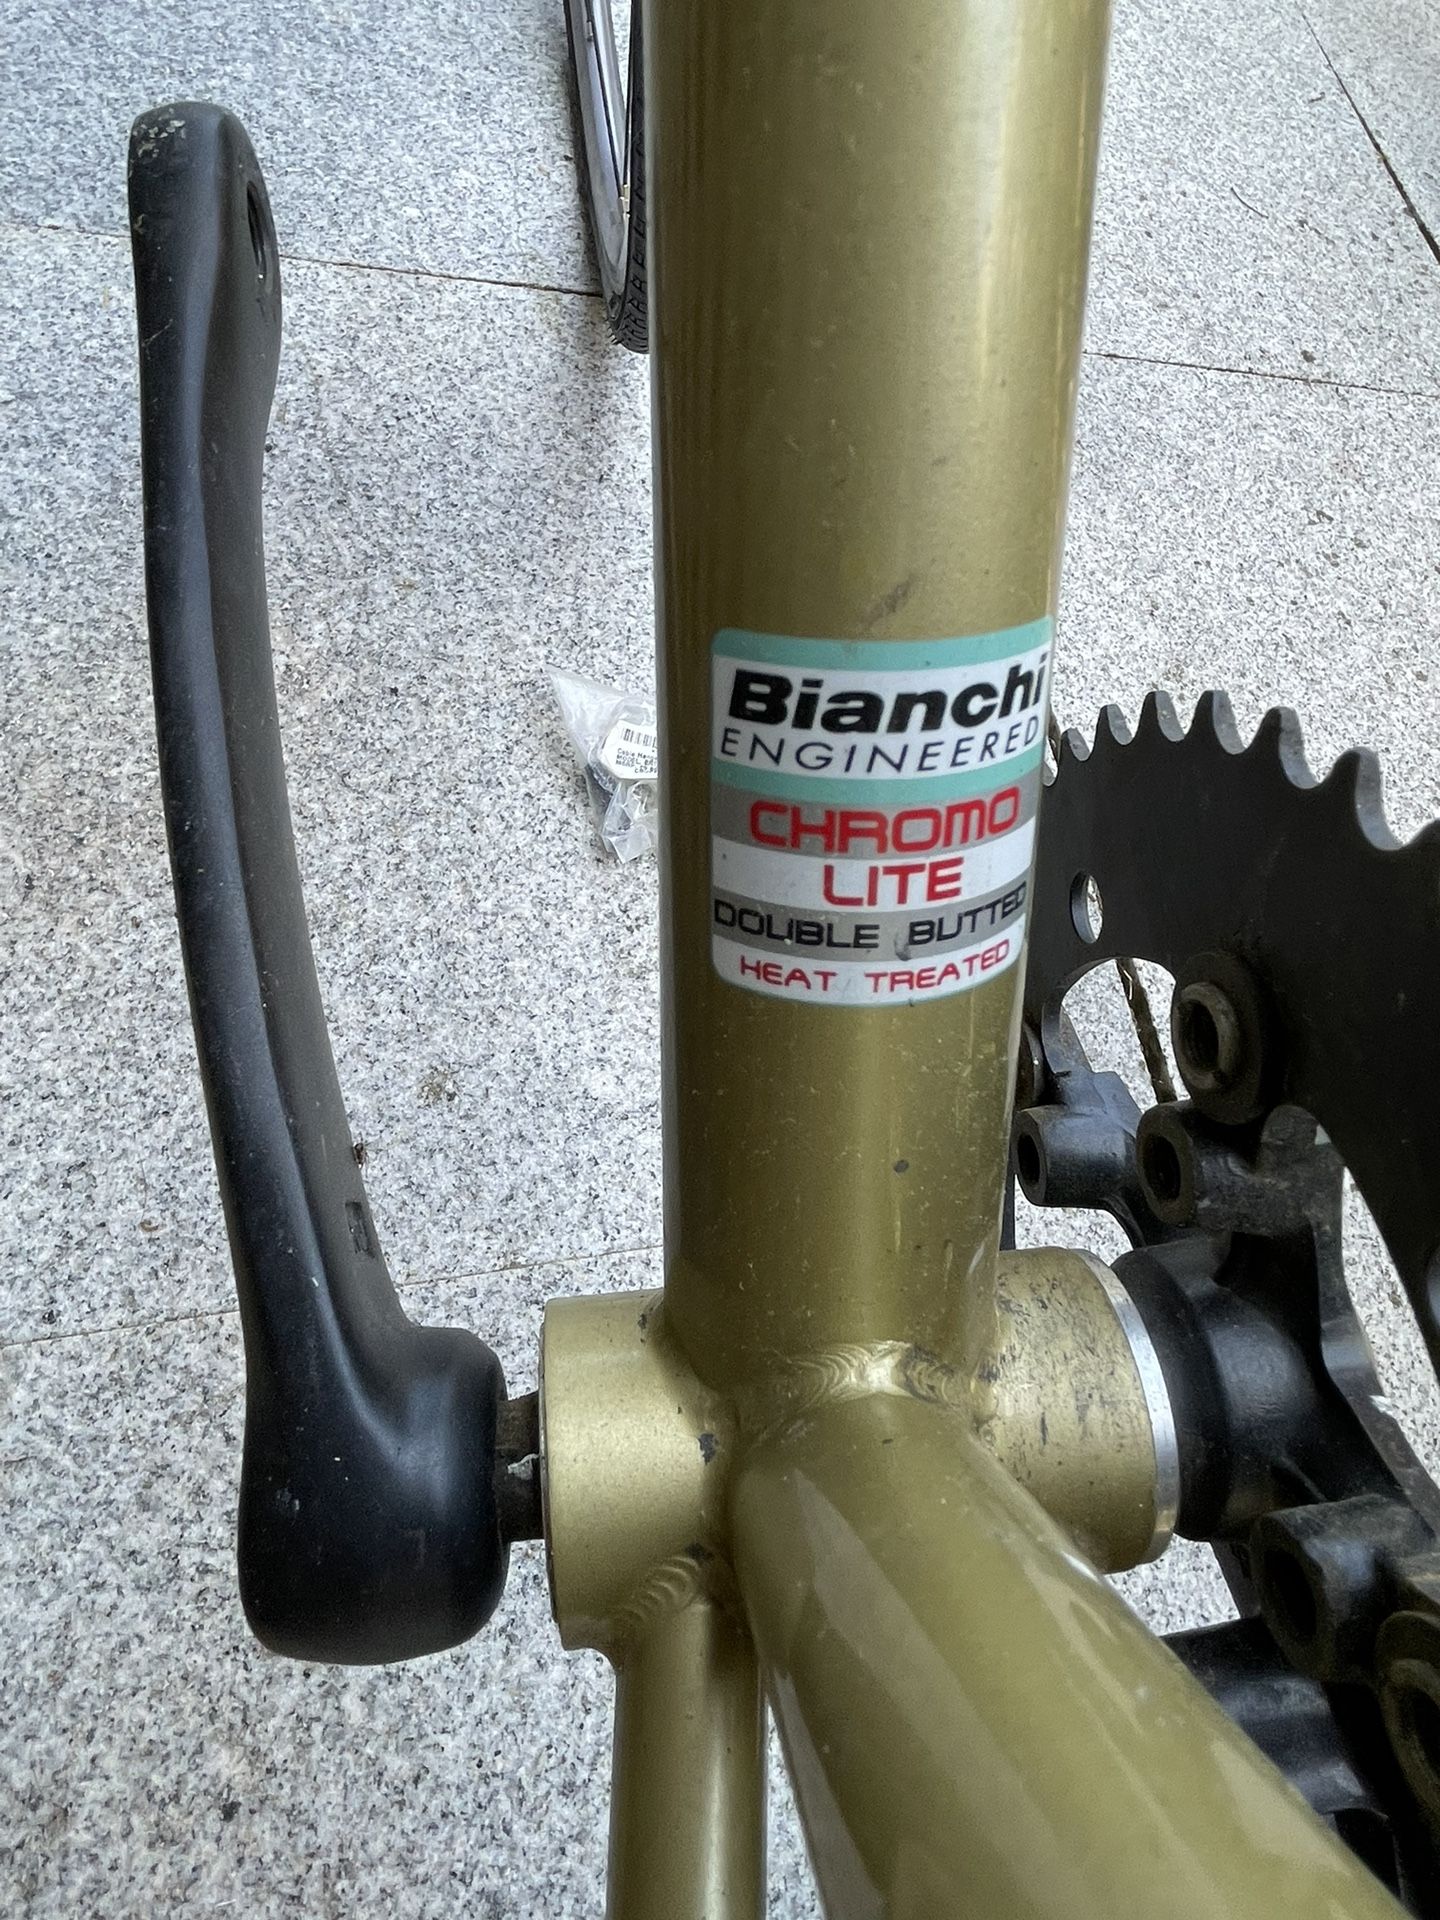 Bianchi
ENGINEERED
CHROMO
LITE
DOUBLE BUTTED
HEAT TREATED